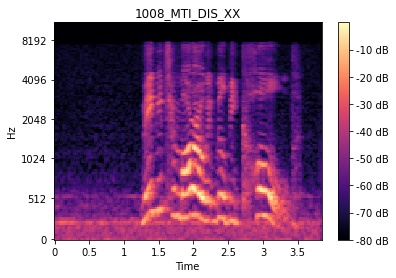 1008_MTI_DIS_XX
8192
4096
2048
1024
512
0
Hz
0
0.5
1
1.5
2
2.5
3
3.5
Time
-10 dB
-20 dB
-30 dB
-40 dB
-50 dB
-60 dB
-70 dB
-80 dB